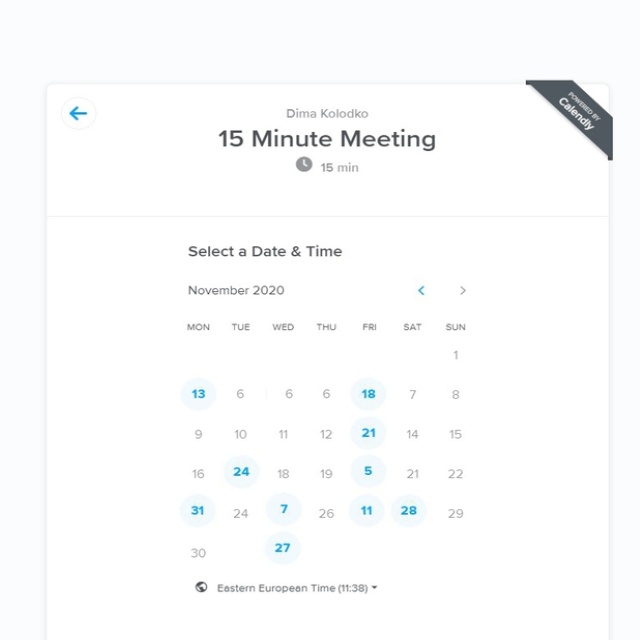 POWERED BY
Calendly
Dima Kolodko
15 Minute Meeting
15 min
Select a Date & Time
November 2020
MON TUE WED THU FRI SAT SUN
1
13 6 6 6 18 7 8
9 10 11 12 21 14 15
16 24 18 19 5 21 22
31 24 7 26 11 28 29
30 27
Eastern European Time (11:38)